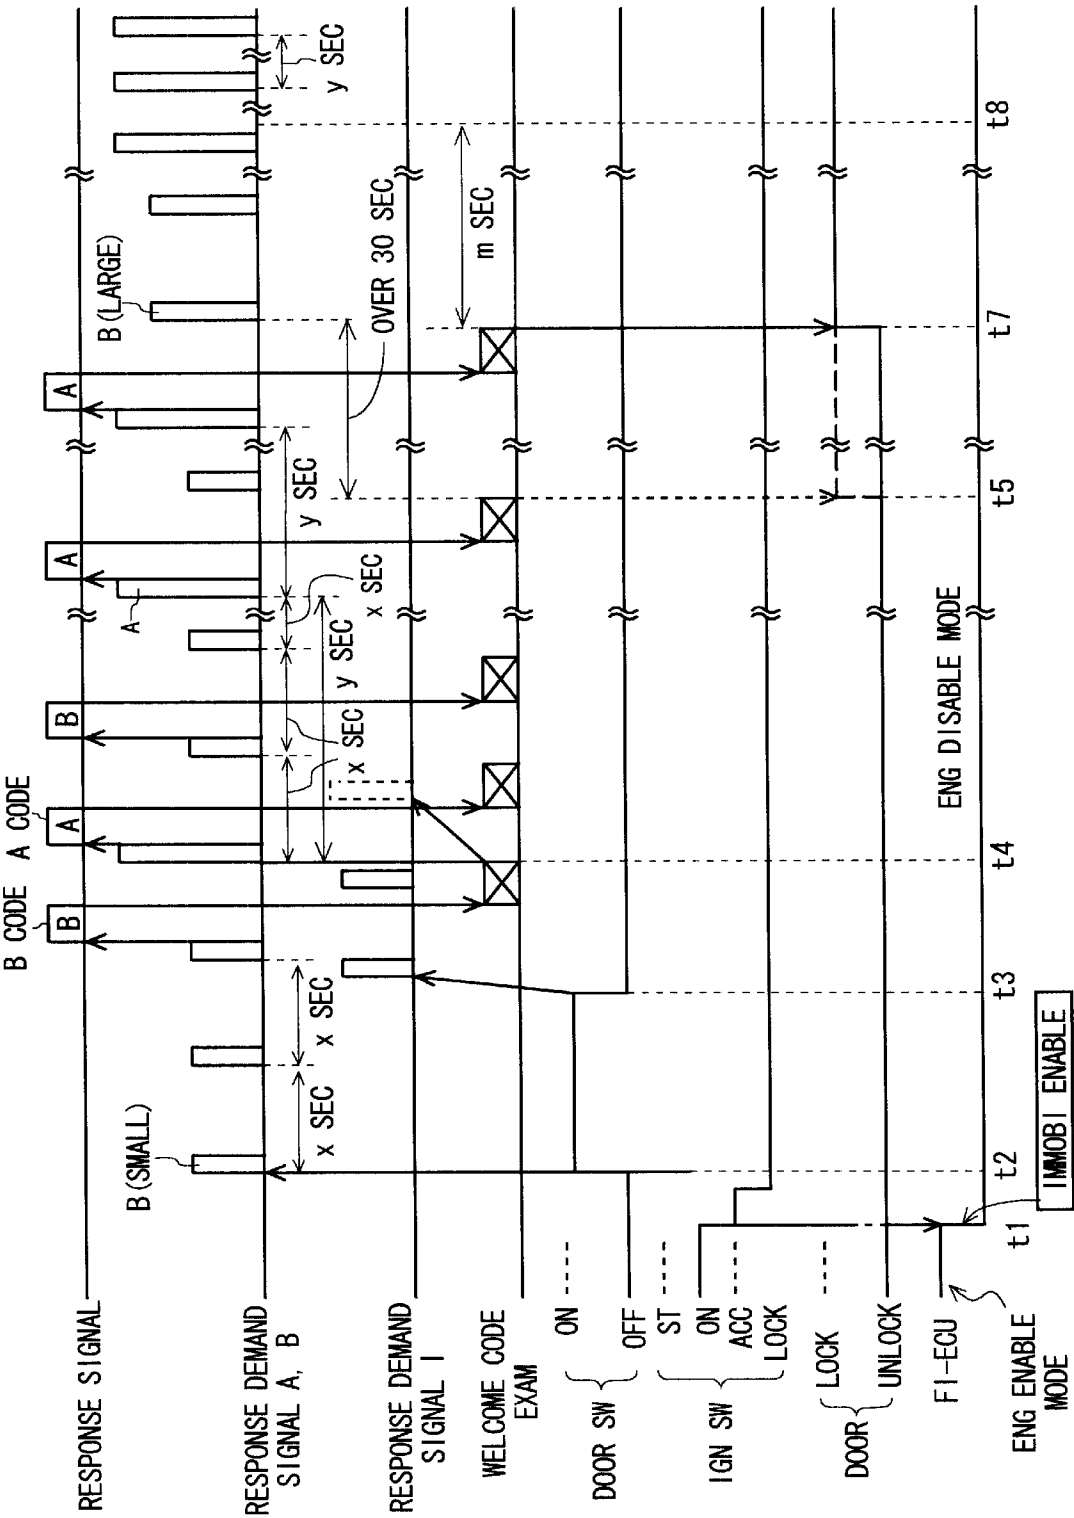 RESPONSE SIGNAL
RESPONSE DEMAND
SIGNAL A, B
RESPONSE DEMAND
SIGNAL I
WELCOME CODE
EXAM
DOOR SW
ON
OFF
IGN SW
ST
ON
ACC
LOCK
DOOR
LOCK
UNLOCK
FI-ECU
ENG ENABLE
MODE
B CODE
A CODE
B
A
B
A
A
B(SMALL)
A
B(LARGE)
x SEC
x SEC
x SEC
x SEC
y SEC
y SEC
y SEC
OVER 30 SEC
m SEC
ENG DISABLE MODE
t1
t2
t3
t4
t5
t7
t8
IMMOBI ENABLE